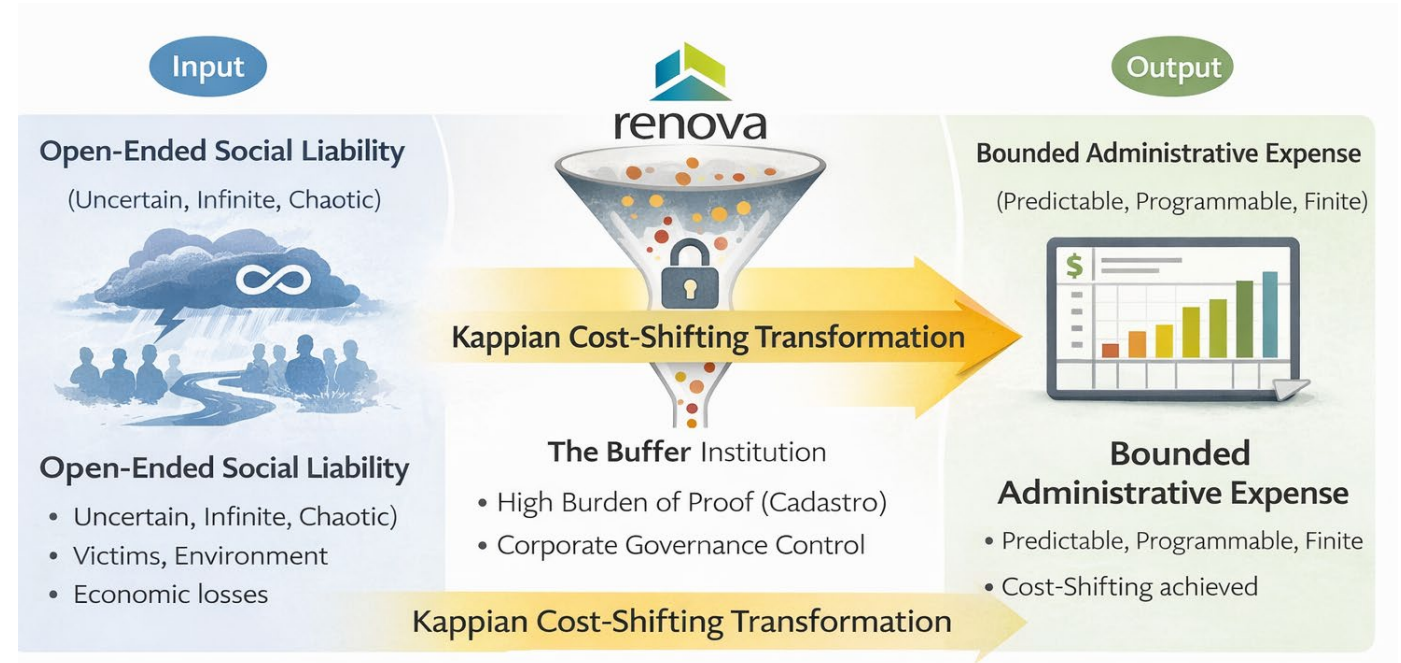 Input
Open-Ended Social Liability
(Uncertain, Infinite, Chaotic)
∞
Open-Ended Social Liability
• Uncertain, Infinite, Chaotic)
• Victims, Environment
• Economic losses
renova
Kappian Cost-Shifting Transformation
The Buffer Institution
• High Burden of Proof (Cadastro)
• Corporate Governance Control
Kappian Cost-Shifting Transformation
Output
Bounded Administrative Expense
(Predictable, Programmable, Finite)
$
Bounded
Administrative Expense
• Predictable, Programmable, Finite
• Cost-Shifting achieved